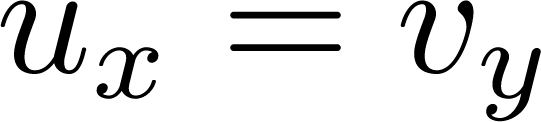 u_x = v_y